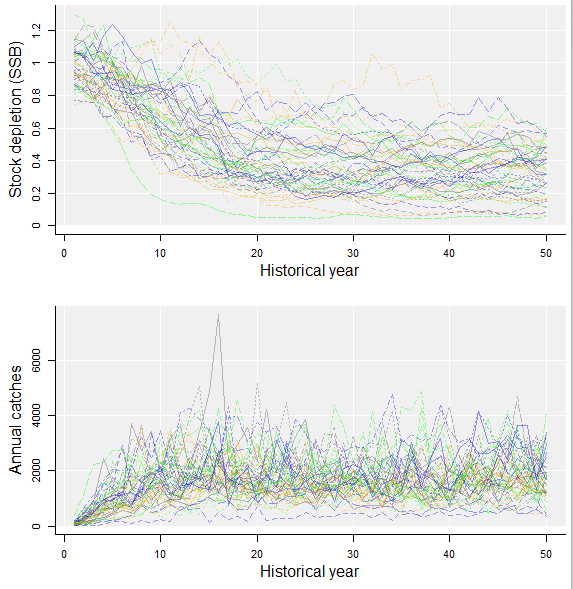 Stock depletion (SSB)
1.2
1
0.8
0.6
0.4
0.2
0
0 10 20 30 40 50
Historical year
Annual catches
6000
4000
2000
0
0 10 20 30 40 50
Historical year